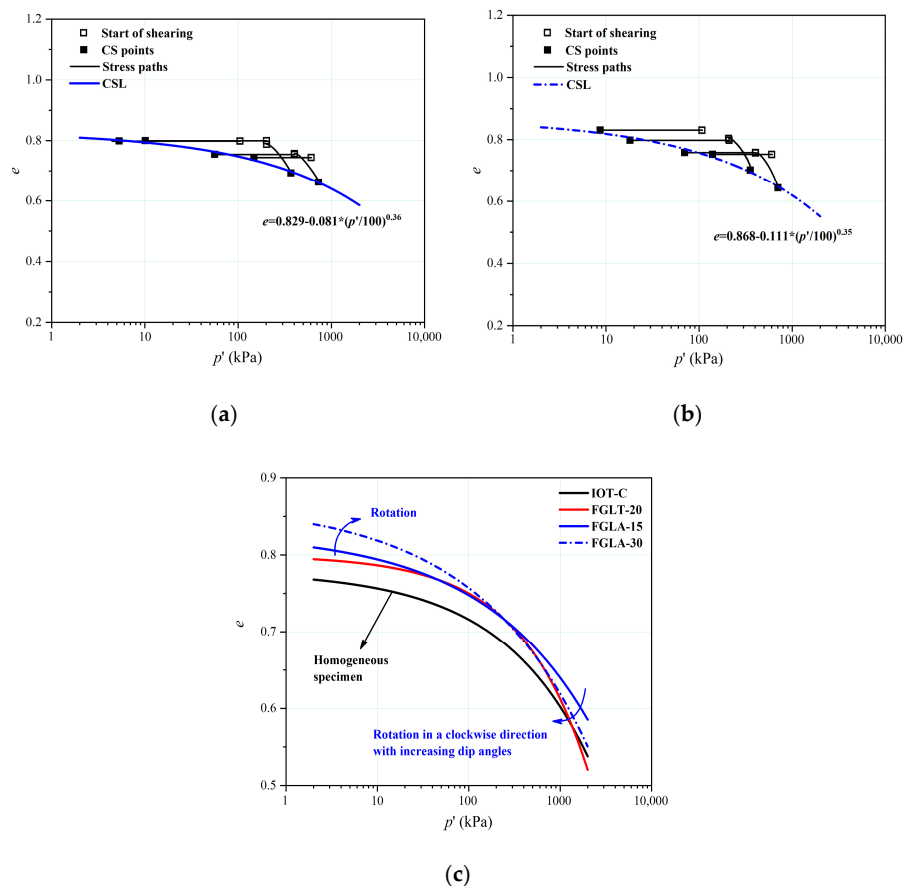 1.2
1.0
0.8
0.6
0.4
0.2
e
Start of shearing
CS points
Stress paths
CSL
e=0.829-0.081*(p'/100)^0.36
1 10 100 1000 10,000
p' (kPa)
(a)
1.2
1.0
0.8
0.6
0.4
0.2
e
Start of shearing
CS points
Stress paths
CSL
e=0.868-0.111*(p'/100)^0.35
1 10 100 1000 10,000
p' (kPa)
(b)
0.9
0.8
0.7
0.6
0.5
e
IOT-C
FGLT-20
FGLA-15
FGLA-30
Rotation
Homogeneous
specimen
Rotation in a clockwise direction
with increasing dip angles
1 10 100 1000 10,000
p' (kPa)
(c)